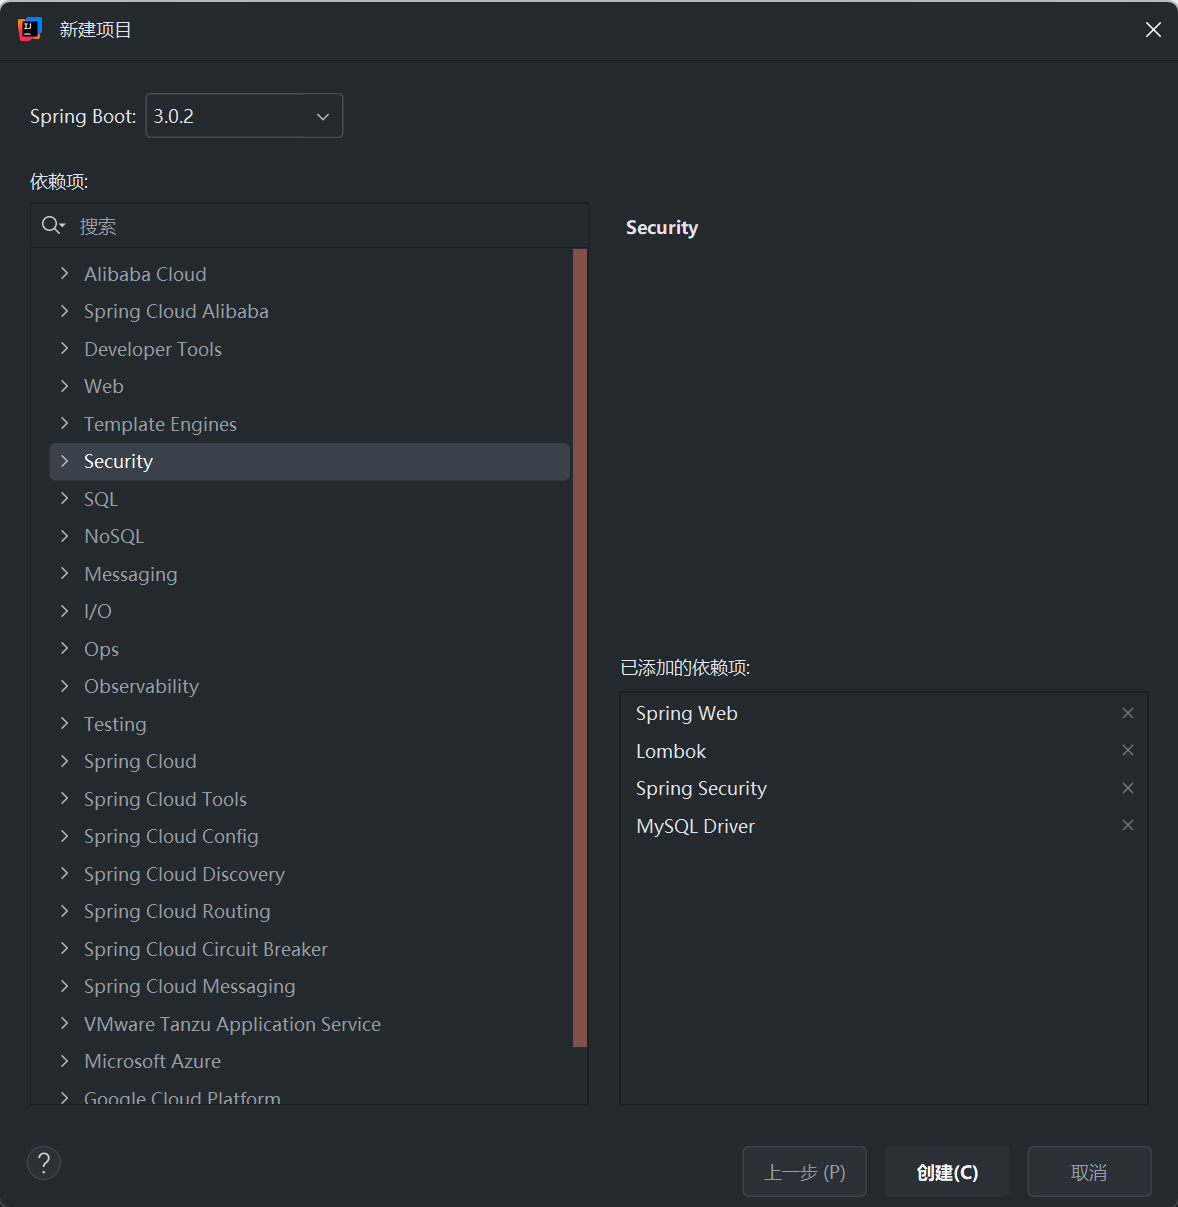 新建项目
Spring Boot: 3.0.2
依赖项:
搜索
Alibaba Cloud
Spring Cloud Alibaba
Developer Tools
Web
Template Engines
Security
SQL
NoSQL
Messaging
I/O
Ops
Observability
Testing
Spring Cloud
Spring Cloud Tools
Spring Cloud Config
Spring Cloud Discovery
Spring Cloud Routing
Spring Cloud Circuit Breaker
Spring Cloud Messaging
VMware Tanzu Application Service
Microsoft Azure
Google Cloud Platform
Security
已添加的依赖项:
Spring Web
Lombok
Spring Security
MySQL Driver
?
上一步 (P)
创建(C)
取消